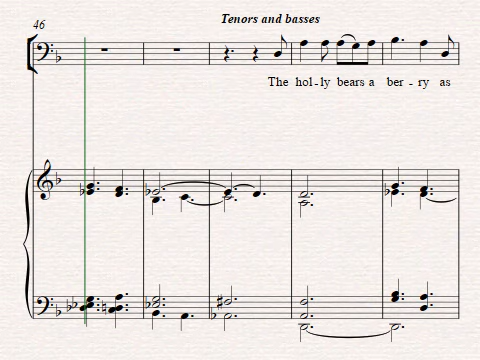 46
Tenors and basses
The hol - ly bears a ber - ry as